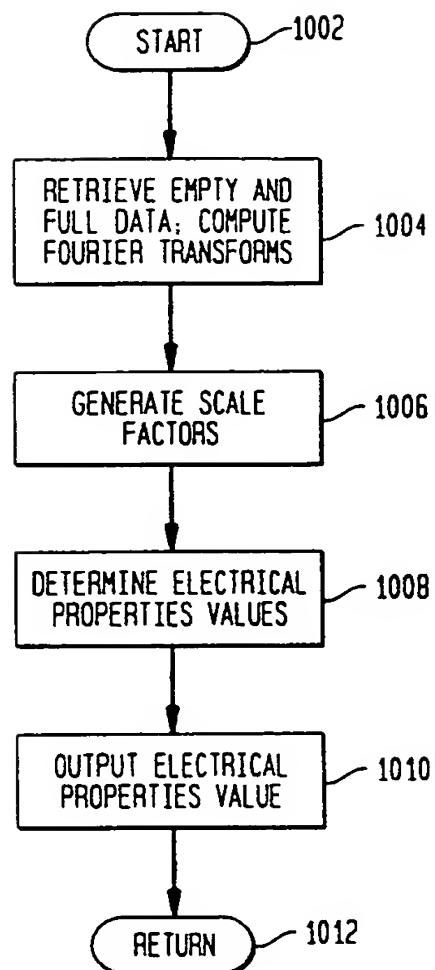 START
1002
RETRIEVE EMPTY AND
FULL DATA; COMPUTE
FOURIER TRANSFORMS
1004
GENERATE SCALE
FACTORS
1006
DETERMINE ELECTRICAL
PROPERTIES VALUES
1008
OUTPUT ELECTRICAL
PROPERTIES VALUE
1010
RETURN
1012